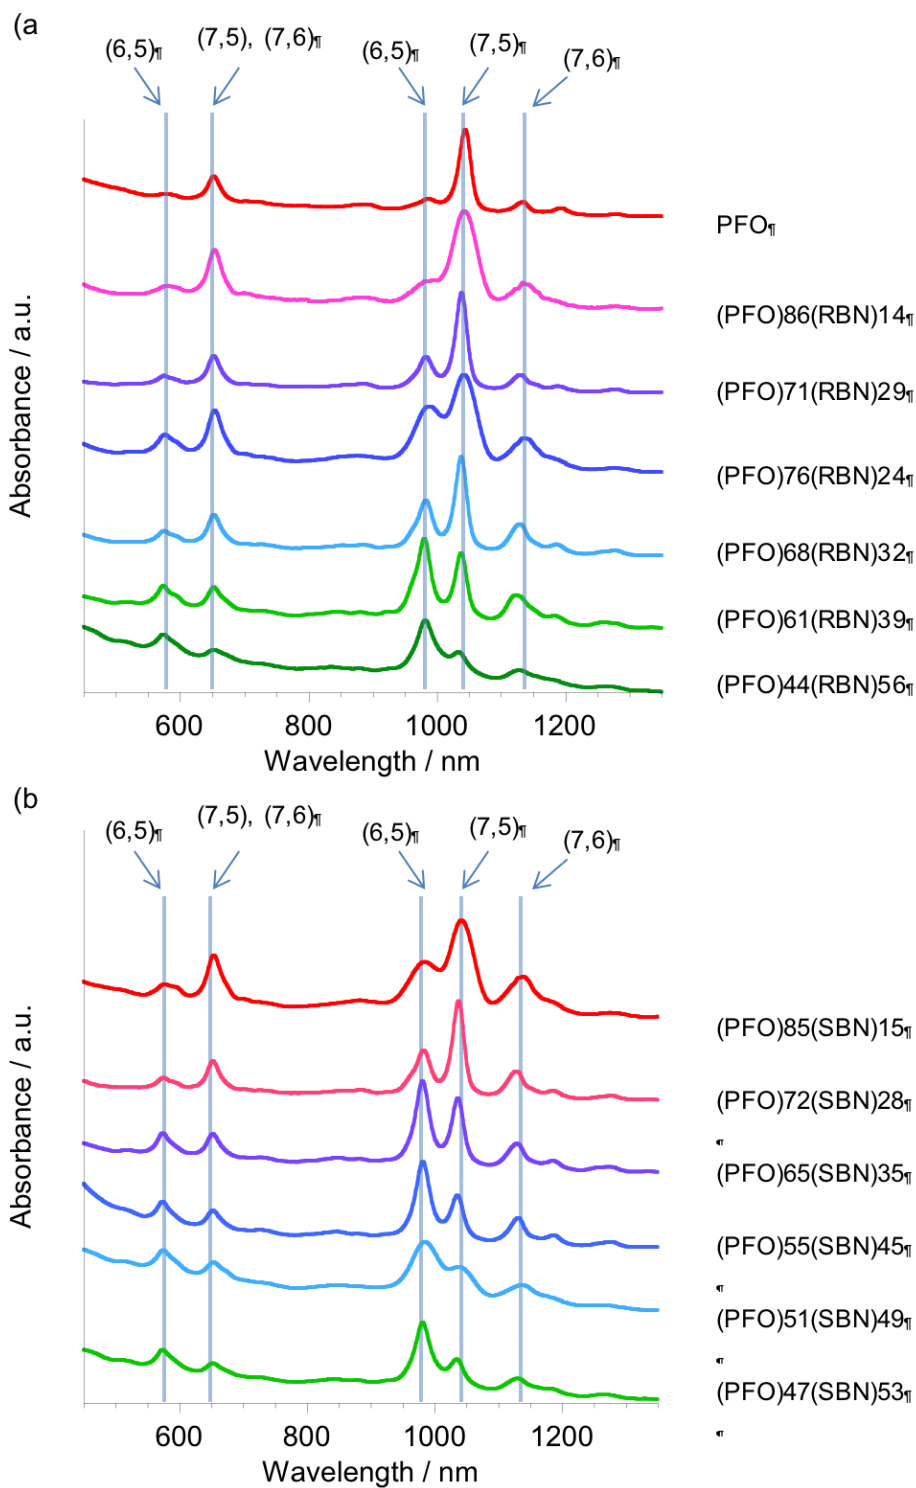 (a
(6,5)¶
(7,5), (7,6)¶
(6,5)¶
(7,5)¶
(7,6)¶
Absorbance / a.u.
PFO¶
(PFO)86(RBN)14¶
(PFO)71(RBN)29¶
(PFO)76(RBN)24¶
(PFO)68(RBN)32¶
(PFO)61(RBN)39¶
(PFO)44(RBN)56¶
600 800 1000 1200
Wavelength / nm
(b
(6,5)¶
(7,5), (7,6)¶
(6,5)¶
(7,5)¶
(7,6)¶
Absorbance / a.u.
(PFO)85(SBN)15¶
(PFO)72(SBN)28¶
¶
(PFO)65(SBN)35¶
(PFO)55(SBN)45¶
¶
(PFO)51(SBN)49¶
¶
(PFO)47(SBN)53¶
¶
600 800 1000 1200
Wavelength / nm